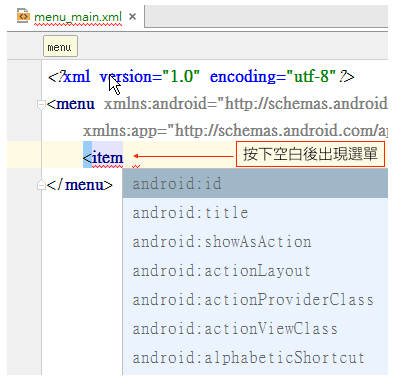 menu_main.xml
menu
<?xml version="1.0" encoding="utf-8"?>
<menu xmlns:android="http://schemas.android
xmlns:app="http://schemas.android.com/ap
<item
按下空白後出現選單
</menu>
android:id
android:title
android:showAsAction
android:actionLayout
android:actionProviderClass
android:actionViewClass
android:alphabeticShortcut